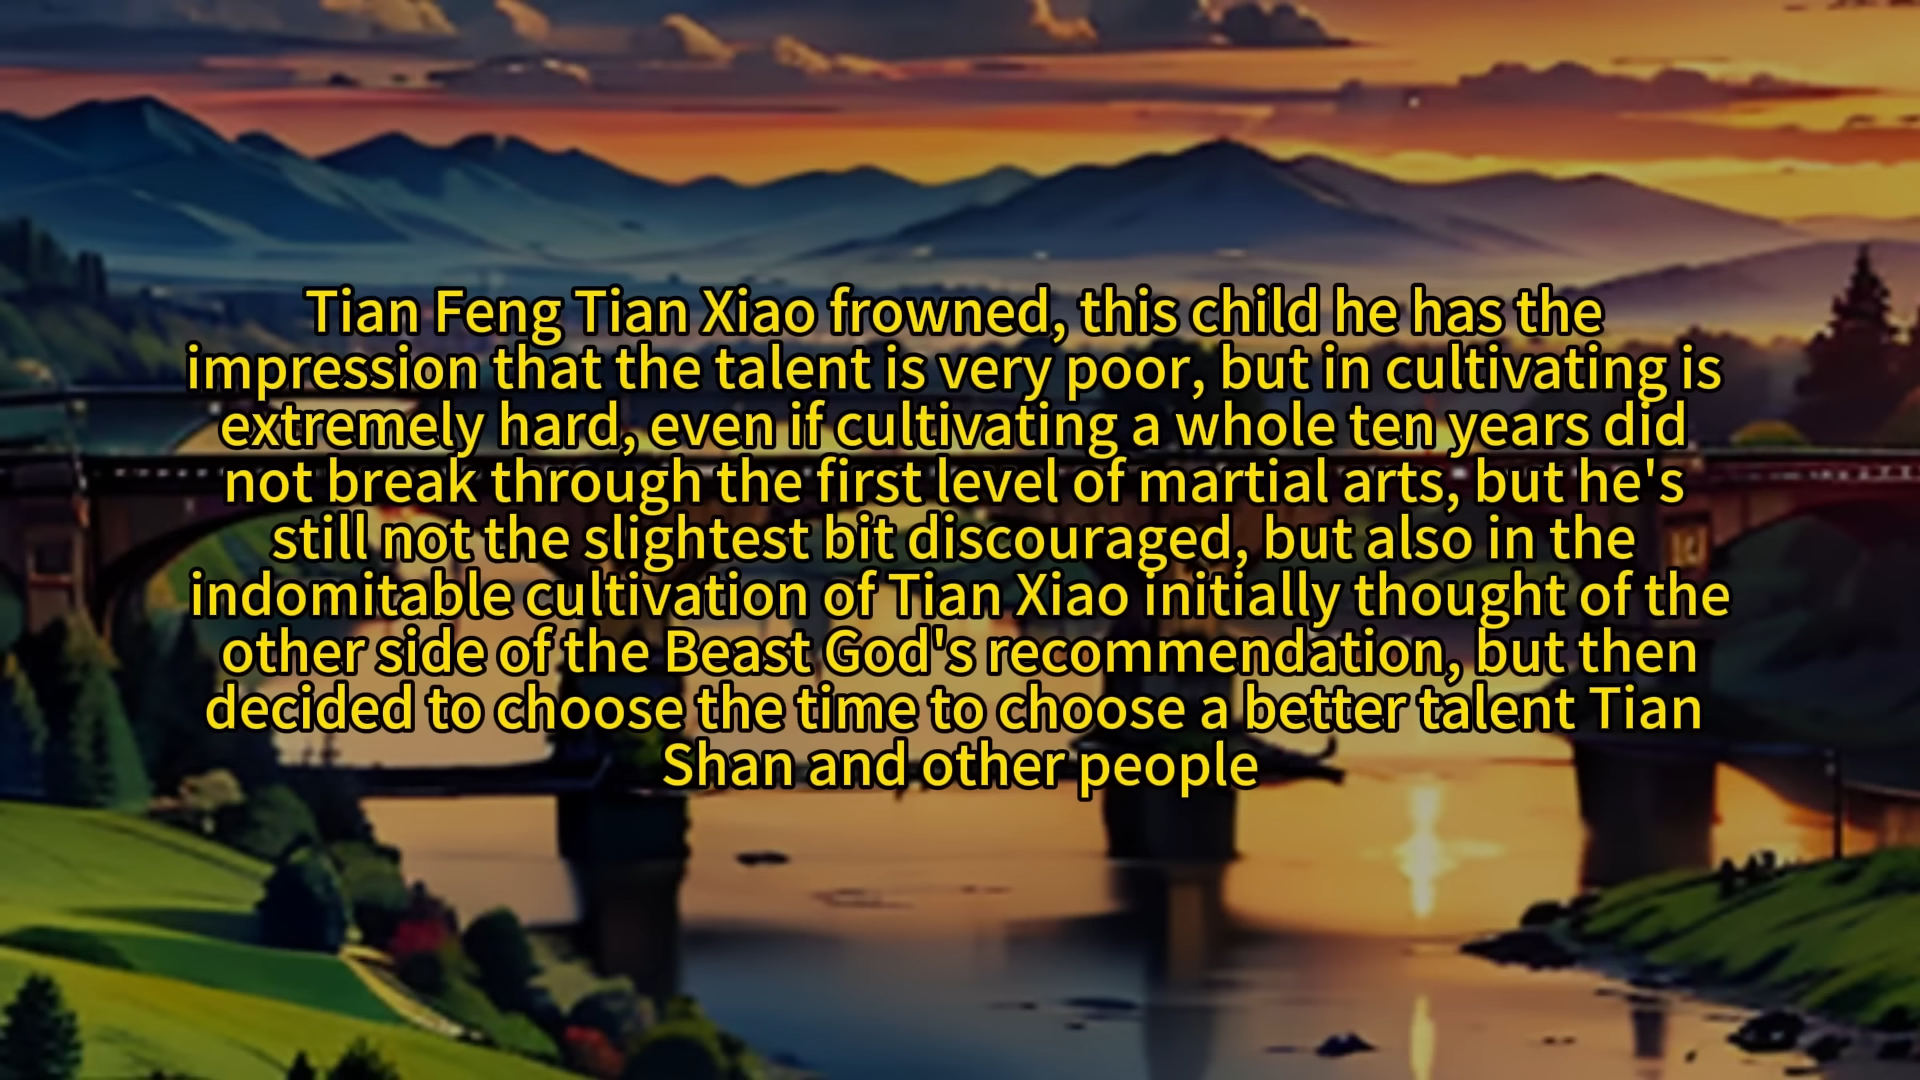 Tian Feng Tian Xiao frowned, this child he has the
impression that the talent is very poor, but in cultivating is
extremely hard, even if cultivating a whole ten years did
not break through the first level of martial arts, but he's
still not the slightest bit discouraged, but also in the
indomitable cultivation of Tian Xiao initially thought of the
other side of the Beast God's recommendation, but then
decided to choose the time to choose a better talent Tian
Shan and other people